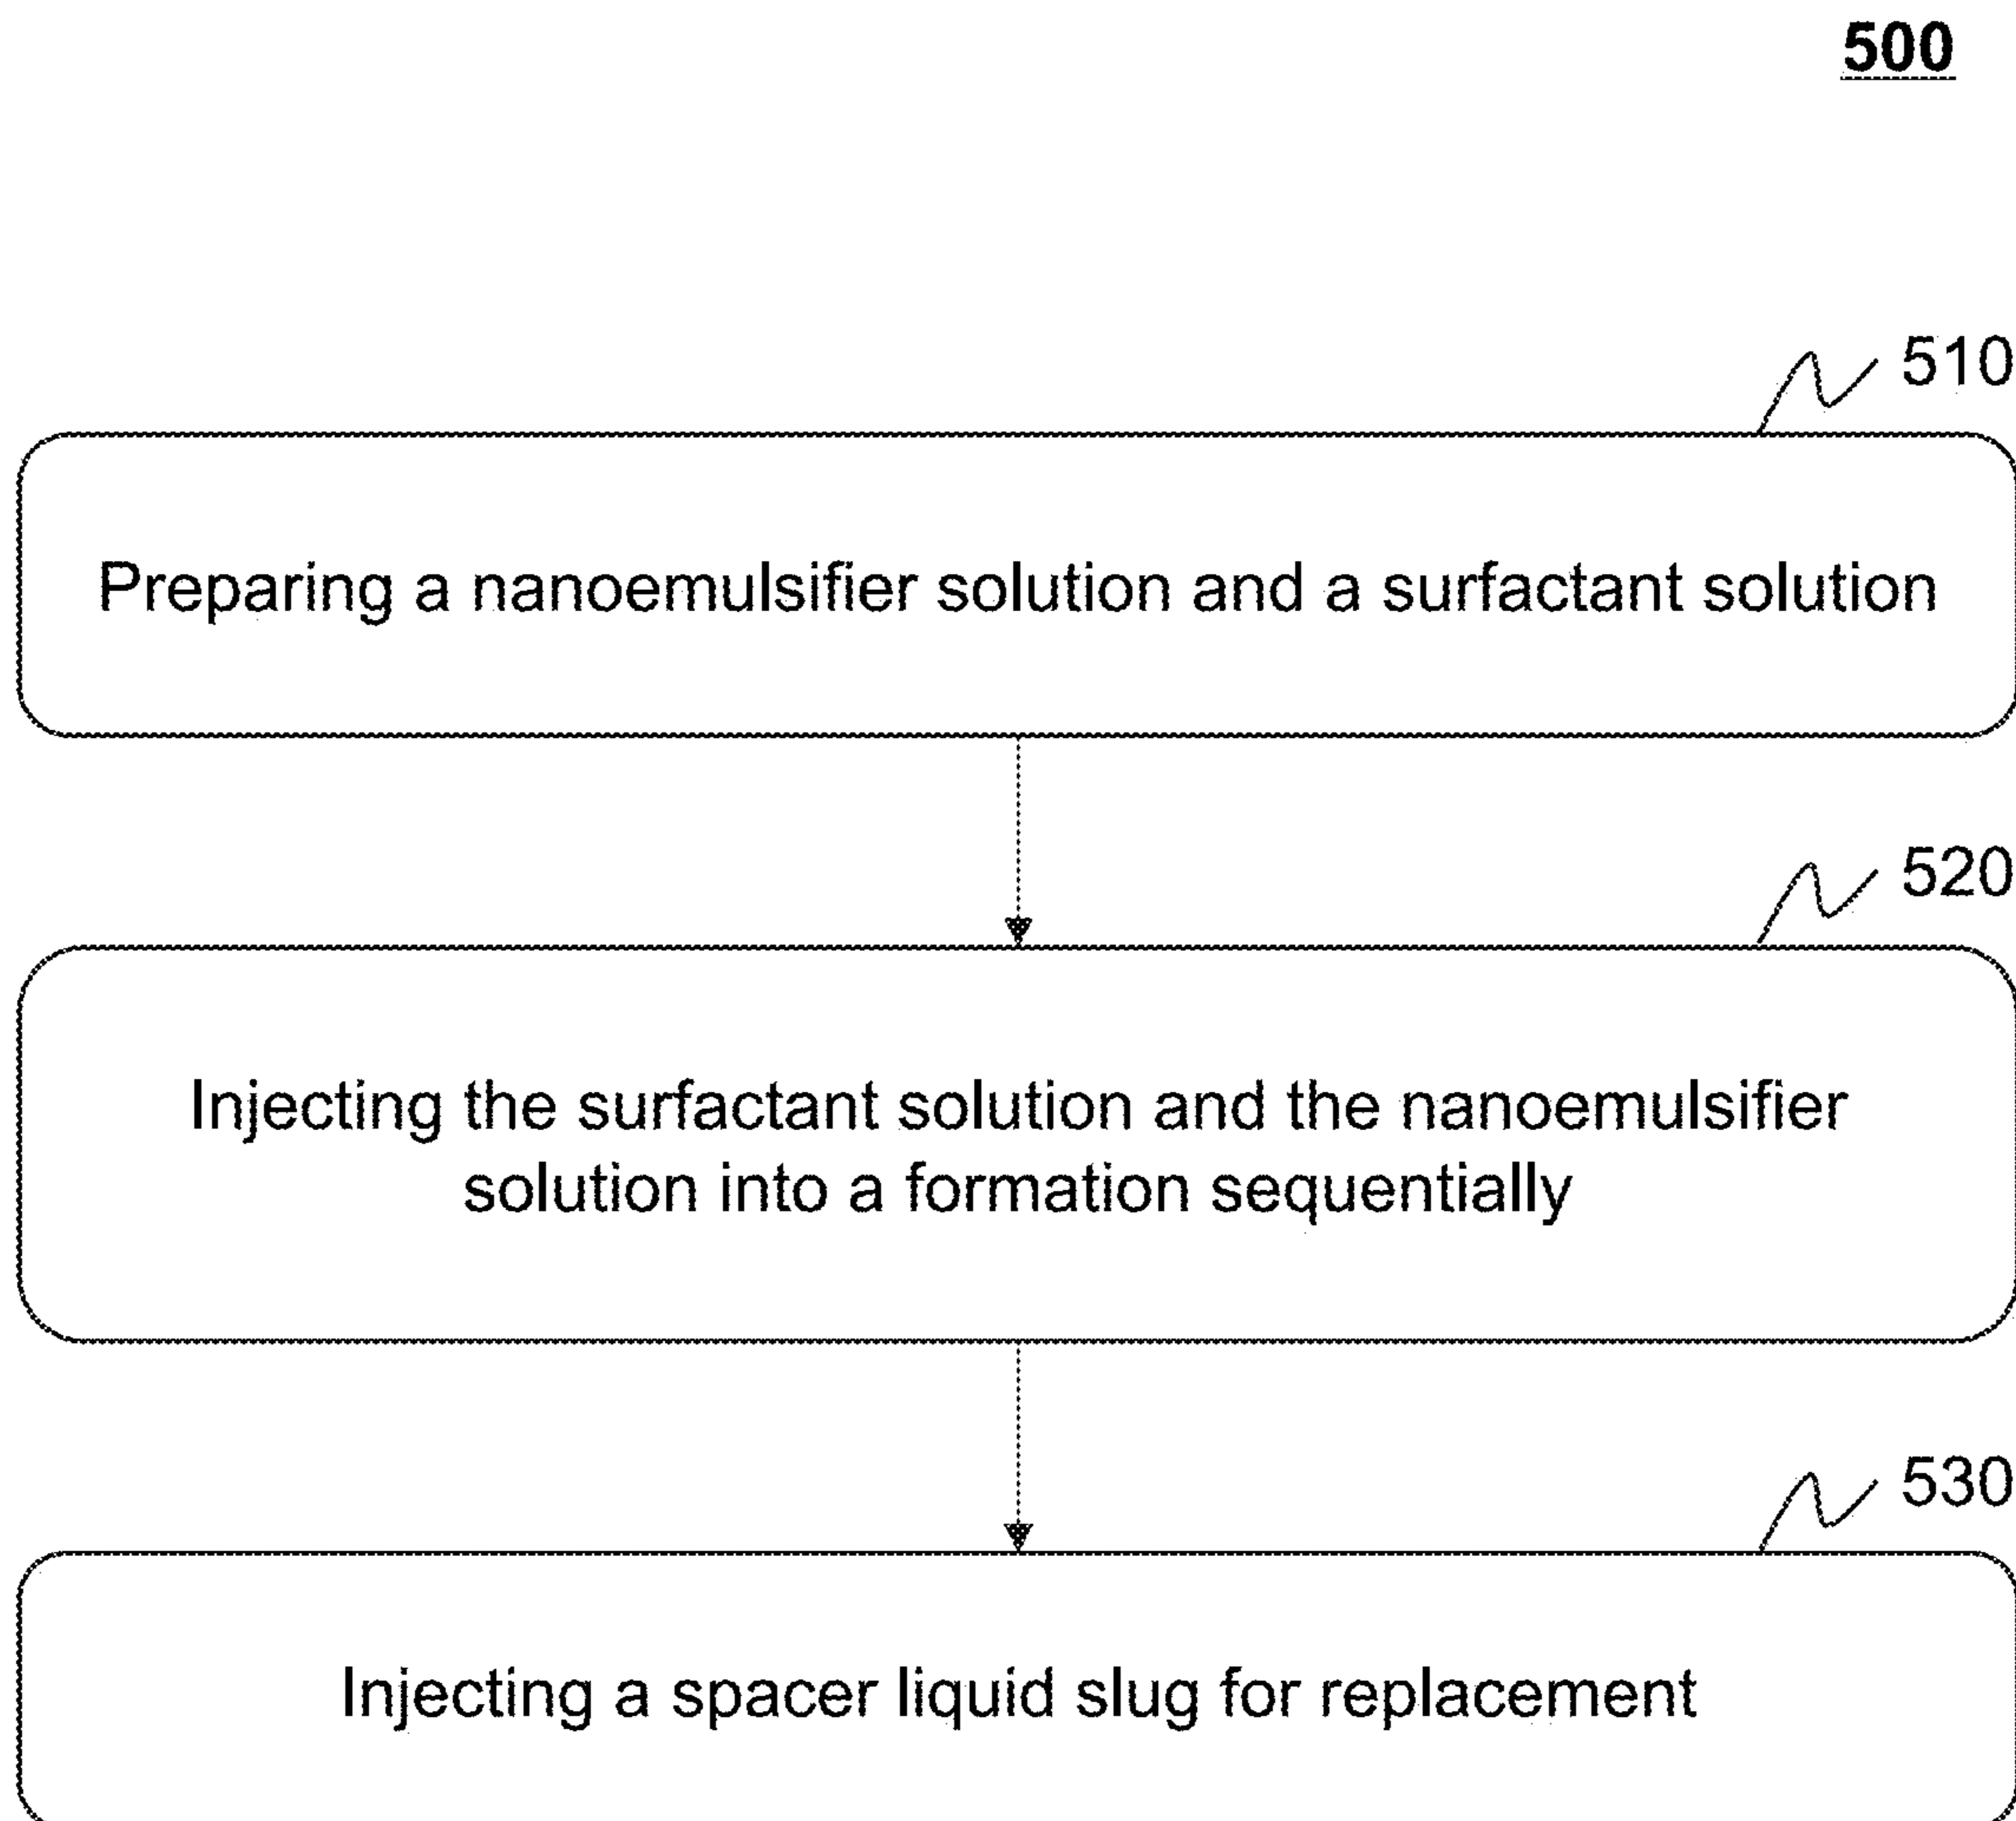 500
510
Preparing a nanoemulsifier solution and a surfactant solution
520
Injecting the surfactant solution and the nanoemulsifier
solution into a formation sequentially
530
Injecting a spacer liquid slug for replacement